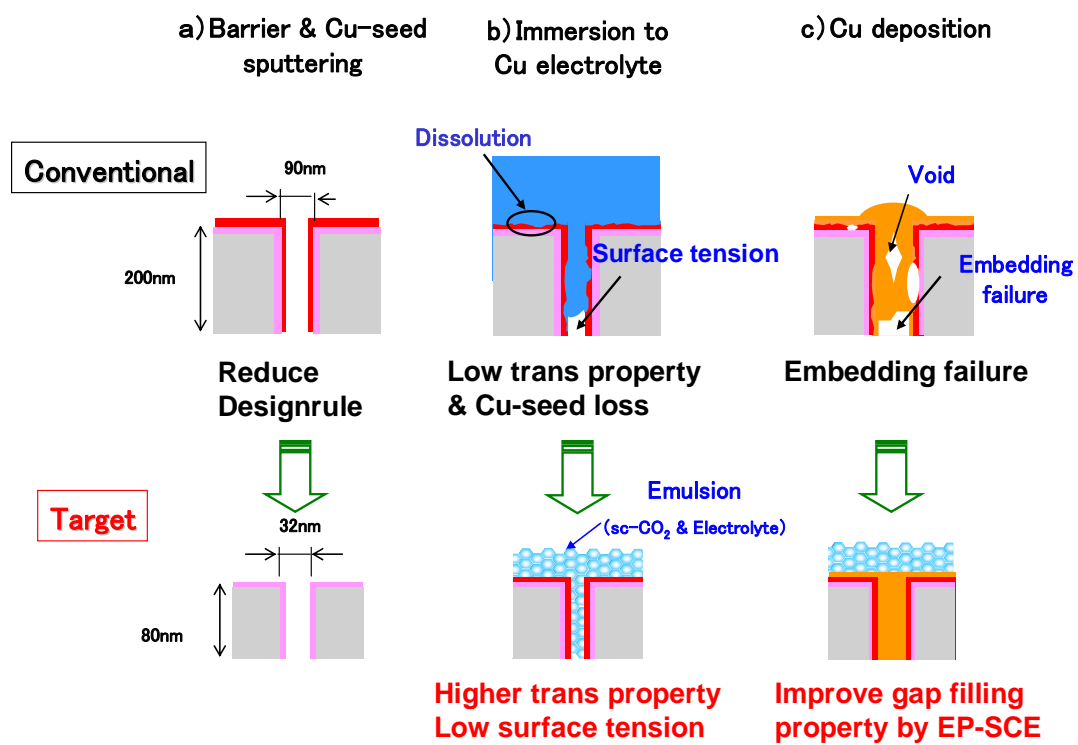 a)Barrier & Cu-seed
sputtering
b)Immersion to
Cu electrolyte
c)Cu deposition
Conventional
90nm
200nm
Dissolution
Surface tension
Void
Embedding
failure
Reduce
Designrule
Low trans property
& Cu-seed loss
Embedding failure
Target
32nm
80nm
Emulsion
(sc-CO₂ & Electrolyte)
Higher trans property
Low surface tension
Improve gap filling
property by EP-SCE